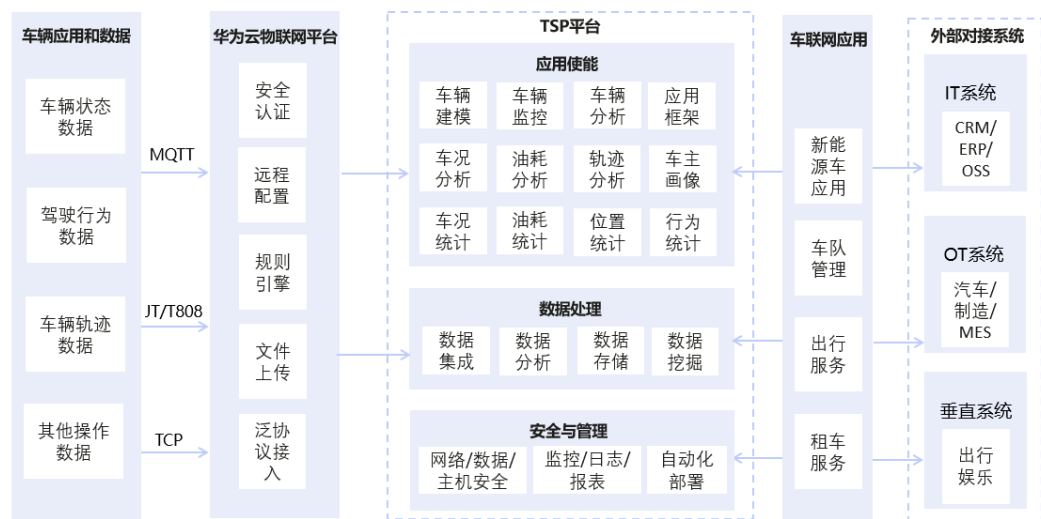 车辆应用和数据
车辆状态
数据
驾驶行为
数据
车辆轨迹
数据
其他操作
数据
MQTT
JT/T808
TCP
华为云物联网平台
安全
认证
远程
配置
规则
引擎
文件
上传
泛协
议接
入
TSP平台
应用使能
车辆
建模
车辆
监控
车辆
分析
应用
框架
车况
分析
油耗
分析
轨迹
分析
车主
画像
车况
统计
油耗
统计
位置
统计
行为
统计
数据处理
数据
集成
数据
分析
数据
存储
数据
挖掘
安全与管理
网络/数据/
主机安全
监控/日志/
报表
自动化
部署
车联网应用
新能
源车
应用
车队
管理
出行
服务
租车
服务
外部对接系统
IT系统
CRM/
ERP/
OSS
OT系统
汽车/
制造/
MES
垂直系统
出行
娱乐